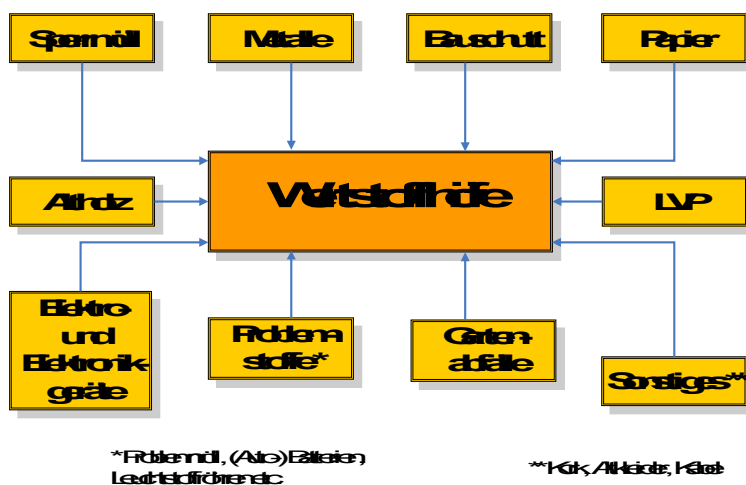 Sperrmüll
Metalle
Bauschutt
Papier
Altholz
Wertstoffhöfe
LVP
Elektro-
und
Elektronik-
geräte
Problem-
stoffe*
Garten-
abfälle
Sonstiges**
*Problemmüll, (Auto-) Batterien,
Leuchtstoffröhren etc
**Kork, Altkleider, Kabel